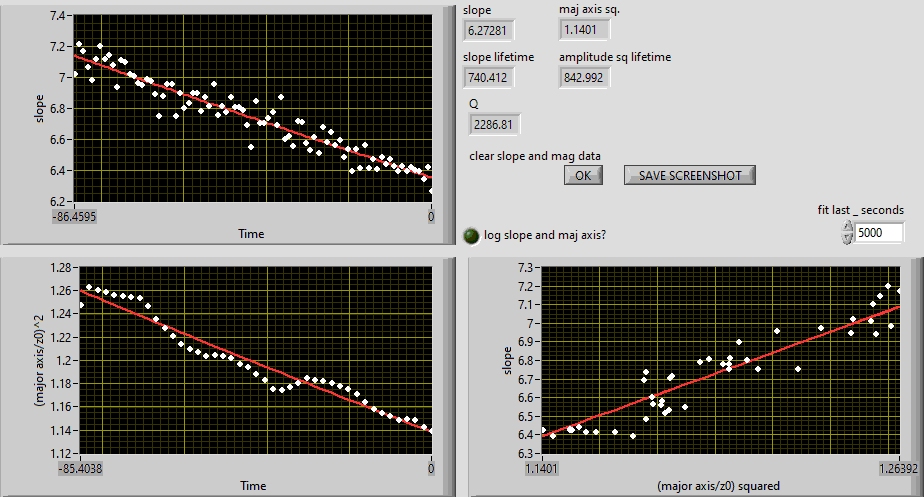 7.4
7.2
7
6.8
6.6
6.4
6.2
slope
-86.4595
0
Time
slope
maj axis sq.
6.27281
1.1401
slope lifetime
amplitude sq lifetime
740.412
842.992
Q
2286.81
clear slope and mag data
OK
SAVE SCREENSHOT
fit last _ seconds
log slope and maj axis?
5000
1.28
1.26
1.24
1.22
1.2
1.18
1.16
1.14
1.12
(major axis/z0)^2
-85.4038
0
Time
7.3
7.2
7.1
7
6.9
6.8
6.7
6.6
6.5
6.4
6.3
slope
1.1401
1.26392
(major axis/z0) squared